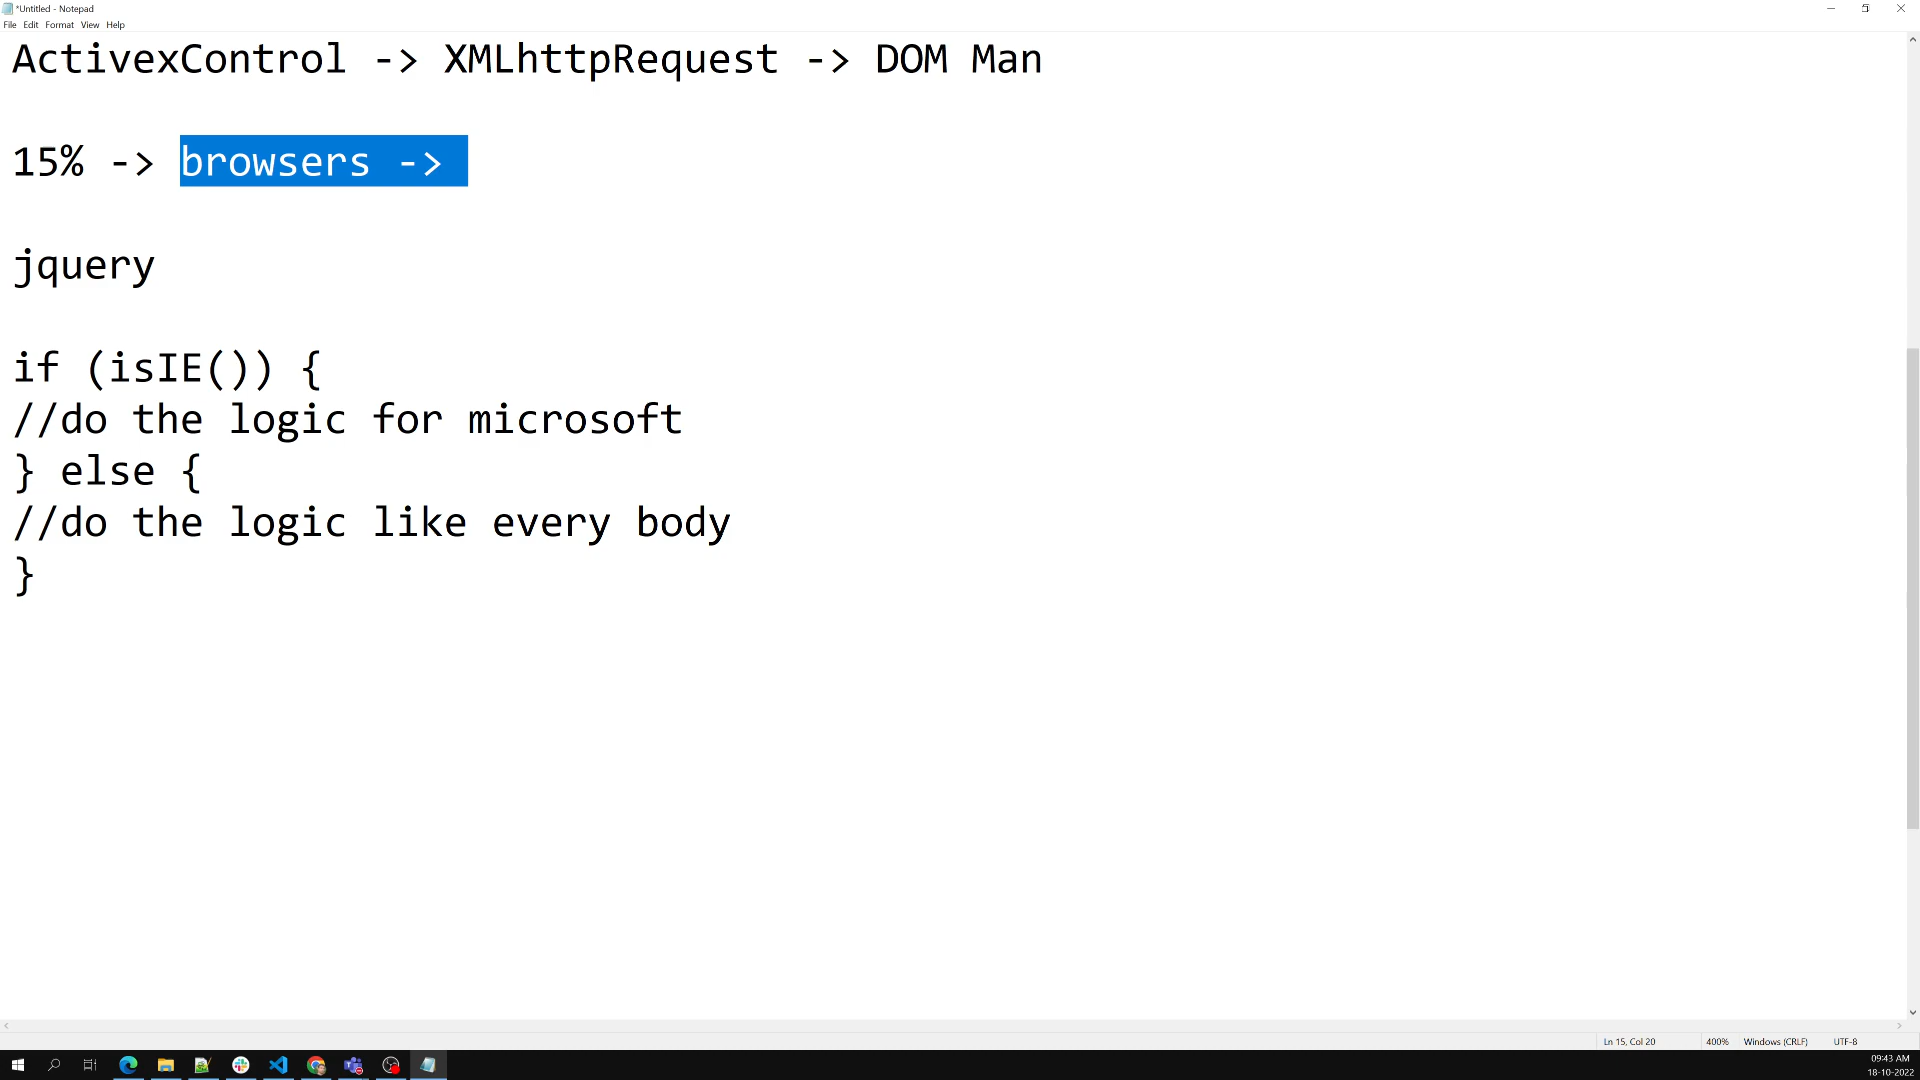 *Untitled - Notepad
File Edit Format View Help
ActivexControl -> XMLhttpRequest -> DOM Man
15% -> browsers ->
jquery
if (isIE()) {
//do the logic for microsoft
} else {
//do the logic like every body
}
Ln 15, Col 20 400% Windows (CRLF) UTF-8
09:43 AM
18-10-2022